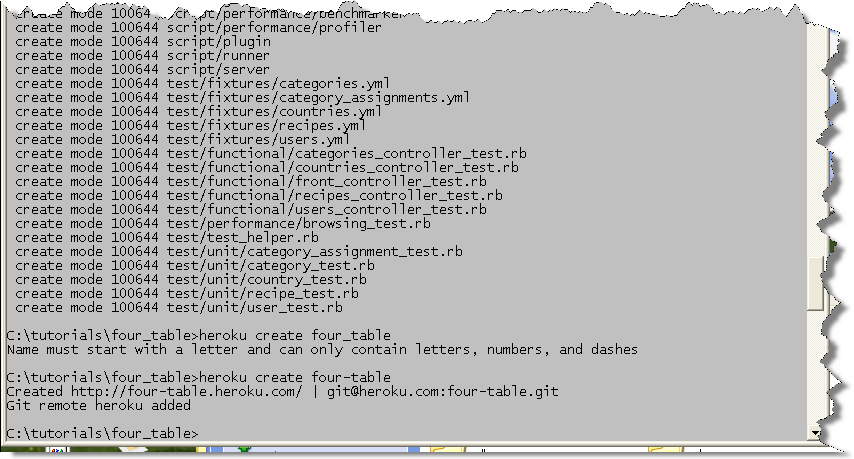 create mode 100644 script/performance/benchmarker
create mode 100644 script/performance/profiler
create mode 100644 script/plugin
create mode 100644 script/runner
create mode 100644 script/server
create mode 100644 test/fixtures/categories.yml
create mode 100644 test/fixtures/category_assignments.yml
create mode 100644 test/fixtures/countries.yml
create mode 100644 test/fixtures/recipes.yml
create mode 100644 test/fixtures/users.yml
create mode 100644 test/functional/categories_controller_test.rb
create mode 100644 test/functional/countries_controller_test.rb
create mode 100644 test/functional/front_controller_test.rb
create mode 100644 test/functional/recipes_controller_test.rb
create mode 100644 test/functional/users_controller_test.rb
create mode 100644 test/performance/browsing_test.rb
create mode 100644 test/test_helper.rb
create mode 100644 test/unit/category_assignment_test.rb
create mode 100644 test/unit/category_test.rb
create mode 100644 test/unit/country_test.rb
create mode 100644 test/unit/recipe_test.rb
create mode 100644 test/unit/user_test.rb
C:\tutorials\four_table>heroku create four_table
Name must start with a letter and can only contain letters, numbers, and dashes
C:\tutorials\four_table>heroku create four-table
Created http://four-table.heroku.com/ | git@heroku.com:four-table.git
Git remote heroku added
C:\tutorials\four_table>